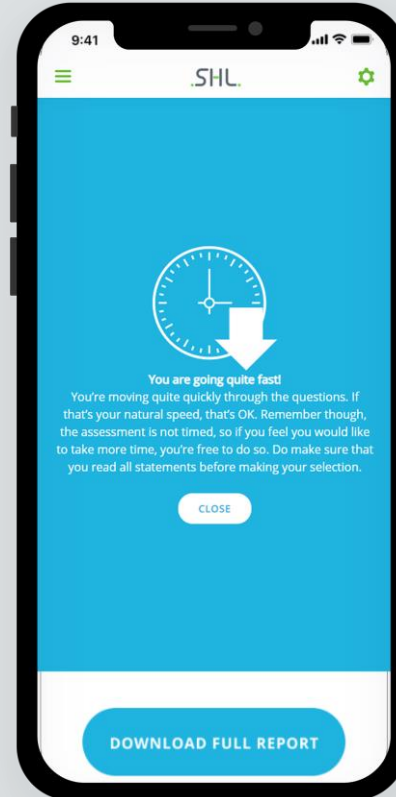 9:41
.SHL.
You are going quite fast!
You're moving quite quickly through the questions. If
that's your natural speed, that's OK. Remember though,
the assessment is not timed, so if you feel you would like
to take more time, you're free to do so. Do make sure that
you read all statements before making your selection.
CLOSE
DOWNLOAD FULL REPORT